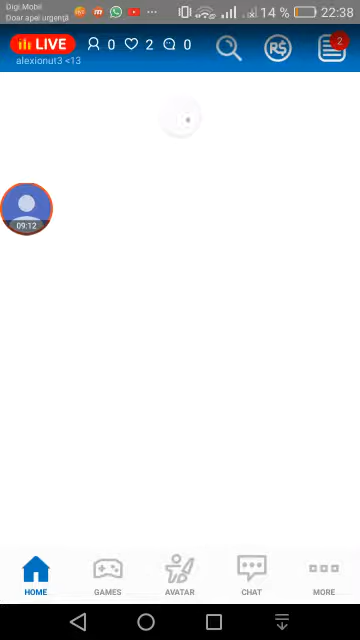 Digi.Mobil
Doar apel urgență
14 % 22:38
LIVE 0 2 0
R$
2
alexionut3 <13
09:12
HOME GAMES AVATAR CHAT MORE